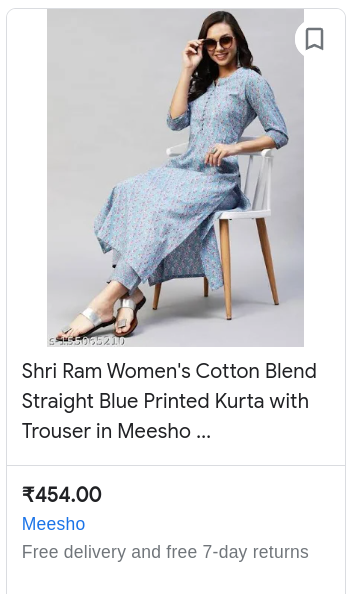 s-155065210
Shri Ram Women's Cotton Blend
Straight Blue Printed Kurta with
Trouser in Meesho ...
₹454.00
Meesho
Free delivery and free 7-day returns